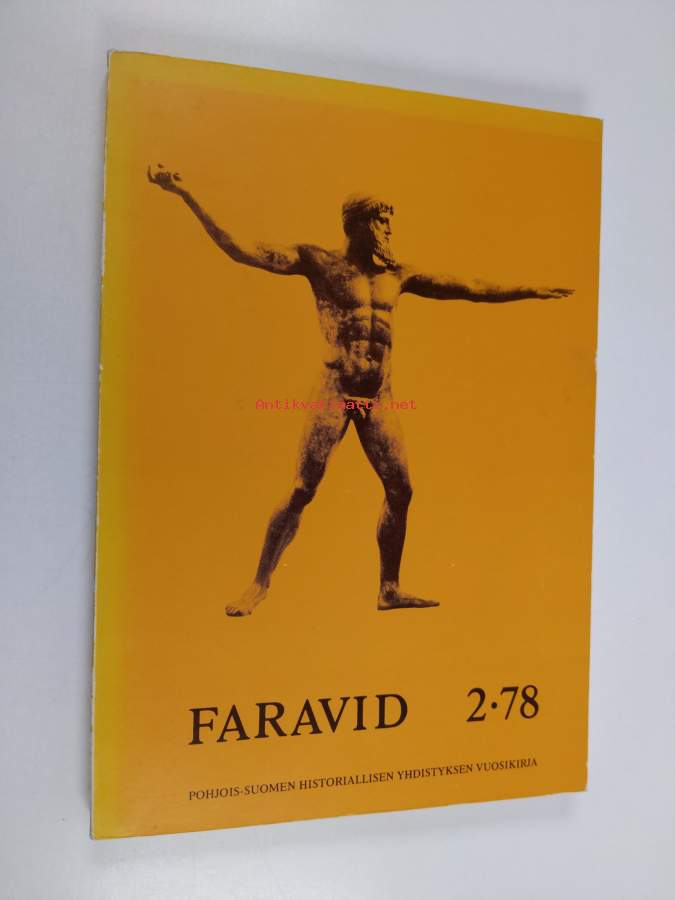 Antikvariaatti.net
FARAVID 2·78
POHJOIS-SUOMEN HISTORIALLISEN YHDISTYKSEN VUOSIKIRJA